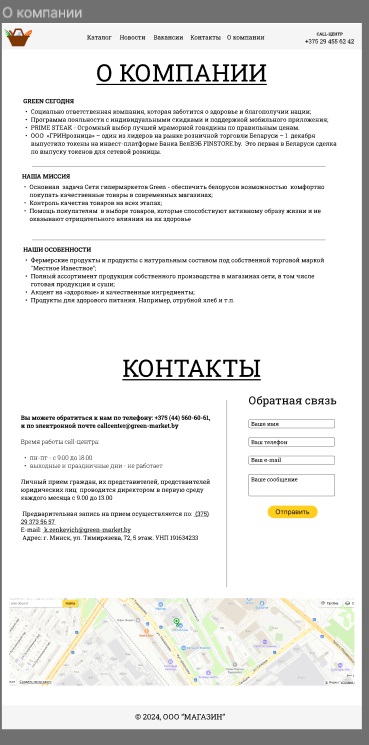 О компании
Каталог Новости Вакансии Контакты О компании
CALL-ЦЕНТР
+375 29 455 62 42
О КОМПАНИИ
GREEN СЕГОДНЯ
• Социально ответственная компания, которая заботится о здоровье и благополучии нации;
• Программа лояльности с индивидуальными скидками и поддержкой мобильного приложения;
• PRIME STEAK - Огромный выбор лучшей мраморной говядины по правильным ценам.
• ООО «ГРИНрозница» – один из лидеров на рынке розничной торговли Беларуси – 1 декабря
выпустило токены на инвест-платформе Банка БелВЭБ FINSTORE.by. Это первая в Беларуси сделка
по выпуску токенов для сетевой розницы.
НАША МИССИЯ
• Основная задача Сети гипермаркетов Green - обеспечить белорусов возможностью комфортно
покупать качественные товары в современных магазинах;
• Контроль качества товаров на всех этапах;
• Помощь покупателям в выборе товаров, которые способствуют активному образу жизни и не
оказывают отрицательного влияния на их здоровье
НАШИ ОСОБЕННОСТИ
• Фермерские продукты и продукты с натуральным составом под собственной торговой маркой
"Местное Известное";
• Полный ассортимент продукции собственного производства в магазинах сети, в том числе
готовая продукция и суши;
• Акцент на «здоровые» и качественные ингредиенты;
• Продукты для здорового питания. Например, отрубной хлеб и т.п.
КОНТАКТЫ
Вы можете обратиться к нам по телефону: +375 (44) 560-60-61,
и по электронной почте callcenter@green-market.by
Время работы call-центра:
• пн-пт - с 9.00 до 18.00
• выходные и праздничные дни - не работает
Личный прием граждан, их представителей, представителей
юридических лиц проводится директором в первую среду
каждого месяца с 9.00 до 13.00
Предварительная запись на прием осуществляется по: (375)
29 373 56 57
E-mail: k.zenkevich@green-market.by
Адрес: г. Минск, ул. Тимирязева, 72, 5 этаж. УНП 191634233
Обратная связь
Ваше имя
Ваш телефон
Ваш e-mail
Ваше сообщение
Отправить
Найти
Пробки
© 2024, ООО "МАГАЗИН"